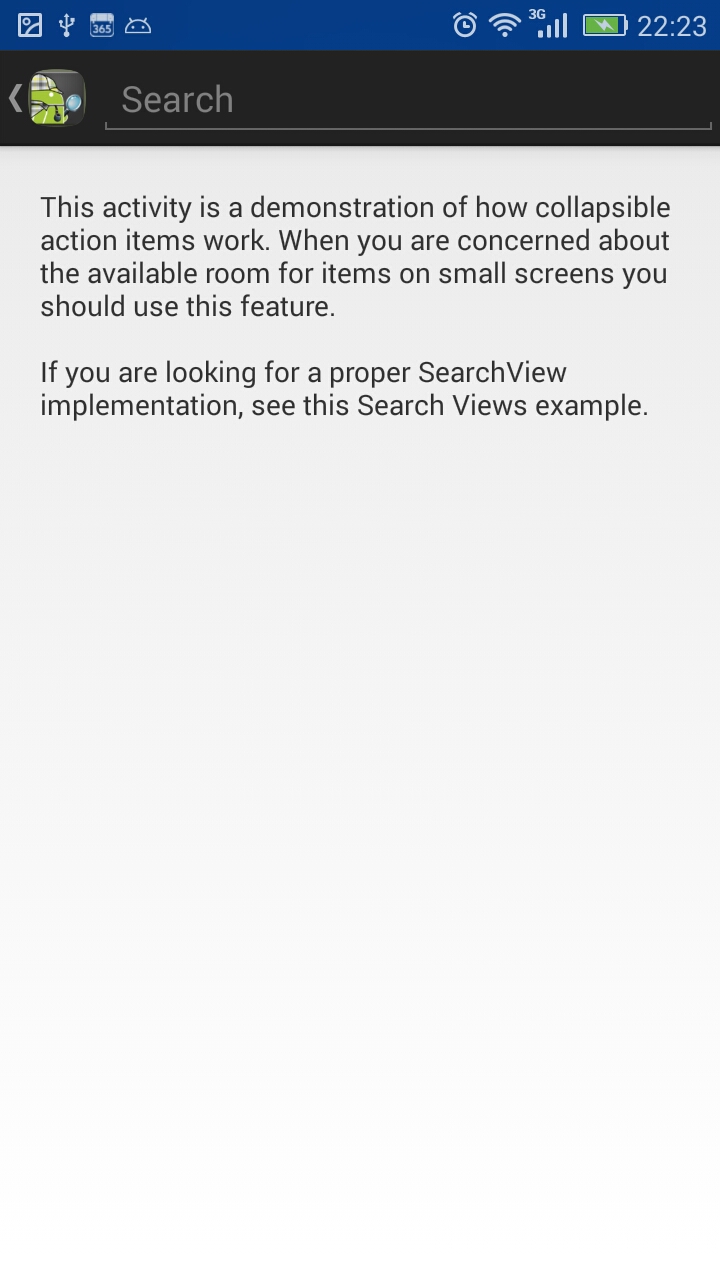 365
3G
22:23
Search
This activity is a demonstration of how collapsible
action items work. When you are concerned about
the available room for items on small screens you
should use this feature.
If you are looking for a proper SearchView
implementation, see this Search Views example.